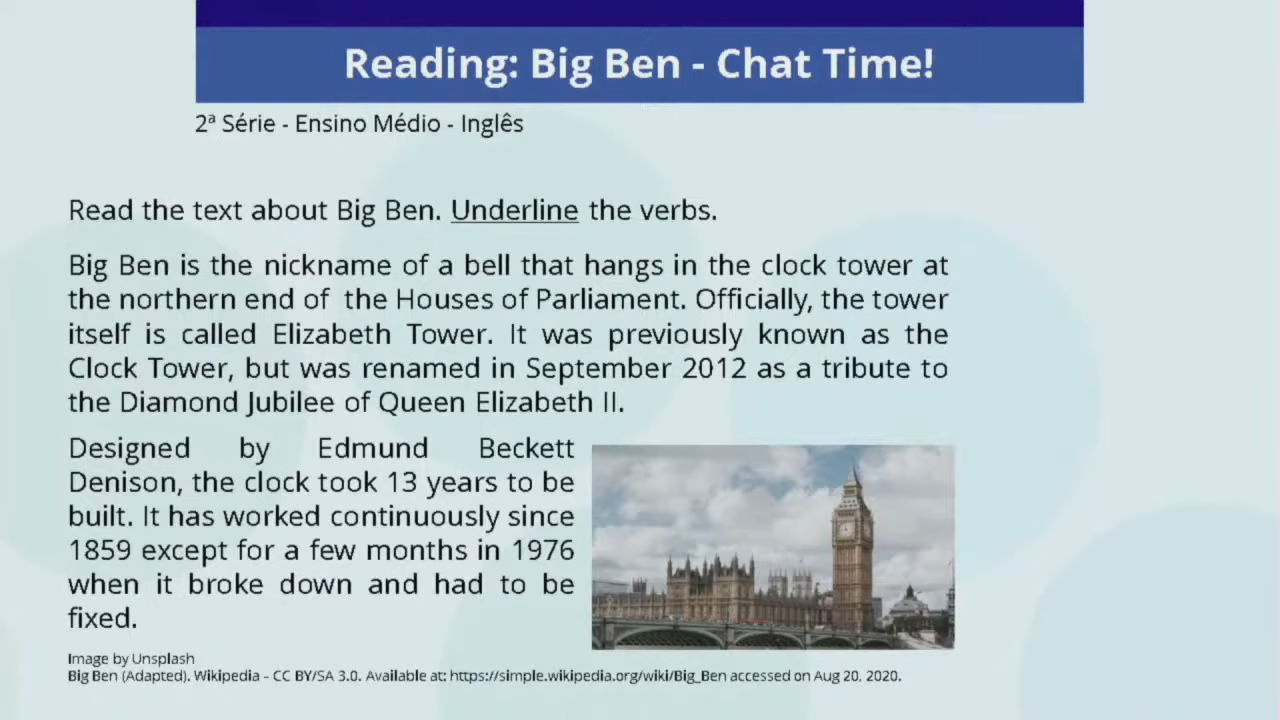 Reading: Big Ben - Chat Time!
2ª Série - Ensino Médio - Inglês
Read the text about Big Ben. Underline the verbs.
Big Ben is the nickname of a bell that hangs in the clock tower at
the northern end of the Houses of Parliament. Officially, the tower
itself is called Elizabeth Tower. It was previously known as the
Clock Tower, but was renamed in September 2012 as a tribute to
the Diamond Jubilee of Queen Elizabeth II.
Designed by Edmund Beckett
Denison, the clock took 13 years to be
built. It has worked continuously since
1859 except for a few months in 1976
when it broke down and had to be
fixed.
Image by Unsplash
Big Ben (Adapted). Wikipedia – CC BY/SA 3.0. Available at: https://simple.wikipedia.org/wiki/Big_Ben accessed on Aug 20, 2020.